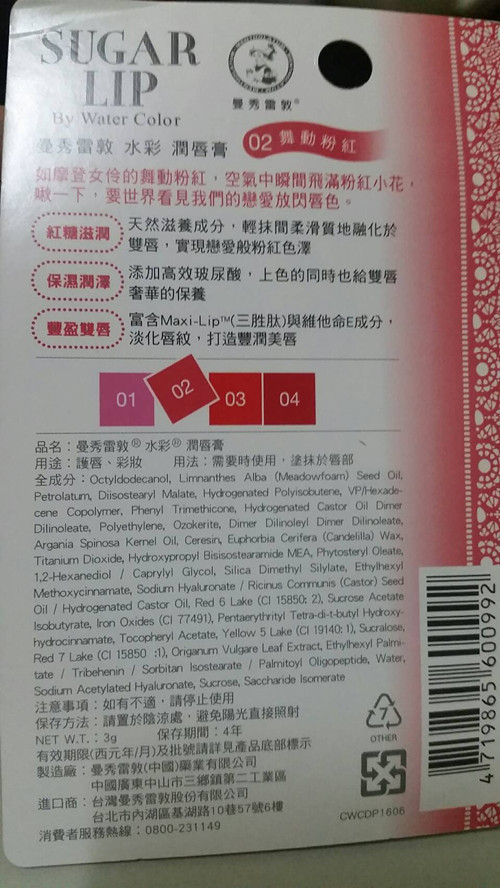 SUGAR
LIP
By Water Color
曼秀雷敦®
曼秀雷敦 水彩 潤唇膏
02 舞動粉紅
如摩登女伶的舞動粉紅，空氣中瞬間飛滿粉紅小花，
啾一下，要世界看見我們的戀愛放閃唇色。
紅糖滋潤
天然滋養成分，輕抹間柔滑質地融化於
雙唇，實現戀愛般粉紅色澤
保濕潤澤
添加高效玻尿酸，上色的同時也給雙唇
奢華的保養
豐盈雙唇
富含Maxi-Lip™(三胜肽)與維他命E成分，
淡化唇紋，打造豐潤美唇
01 02 03 04
品名：曼秀雷敦® 水彩® 潤唇膏
用途：護唇、彩妝 用法：需要時使用，塗抹於唇部
全成分：Octyldodecanol, Limnanthes Alba (Meadowfoam) Seed Oil,
Petrolatum, Diisostearyl Malate, Hydrogenated Polyisobutene, VP/Hexade-
cene Copolymer, Phenyl Trimethicone, Hydrogenated Castor Oil Dimer
Dilinoleate, Polyethylene, Ozokerite, Dimer Dilinoleyl Dimer Dilinoleate,
Argania Spinosa Kernel Oil, Ceresin, Euphorbia Cerifera (Candelilla) Wax,
Titanium Dioxide, Hydroxypropyl Bisisostearamide MEA, Phytosteryl Oleate,
1,2-Hexanediol / Caprylyl Glycol, Silica Dimethyl Silylate, Ethylhexyl
Methoxycinnamate, Sodium Hyaluronate / Ricinus Communis (Castor) Seed
Oil / Hydrogenated Castor Oil, Red 6 Lake (CI 15850: 2), Sucrose Acetate
Isobutyrate, Iron Oxides (CI 77491), Pentaerythrityl Tetra-di-t-butyl Hydroxy-
hydrocinnamate, Tocopheryl Acetate, Yellow 5 Lake (CI 19140: 1), Sucralose,
Red 7 Lake (CI 15850 :1), Origanum Vulgare Leaf Extract, Ethylhexyl Palmi-
tate / Tribehenin / Sorbitan Isostearate / Palmitoyl Oligopeptide, Water,
Sodium Acetylated Hyaluronate, Sucrose, Saccharide Isomerate
注意事項：如有不適，請停止使用
保存方法：請置於陰涼處，避免陽光直接照射
NET WT.：3g 保存期間：4年
有效期限(西元年/月)及批號請詳見產品底部標示
製造廠：曼秀雷敦(中國)藥業有限公司
中國廣東中山市三鄉鎮第二工業區
進口商：台灣曼秀雷敦股份有限公司
台北市內湖區基湖路10巷57號6樓
消費者服務熱線：0800-231149
7
OTHER
CWCDP1606
4 719865 600992